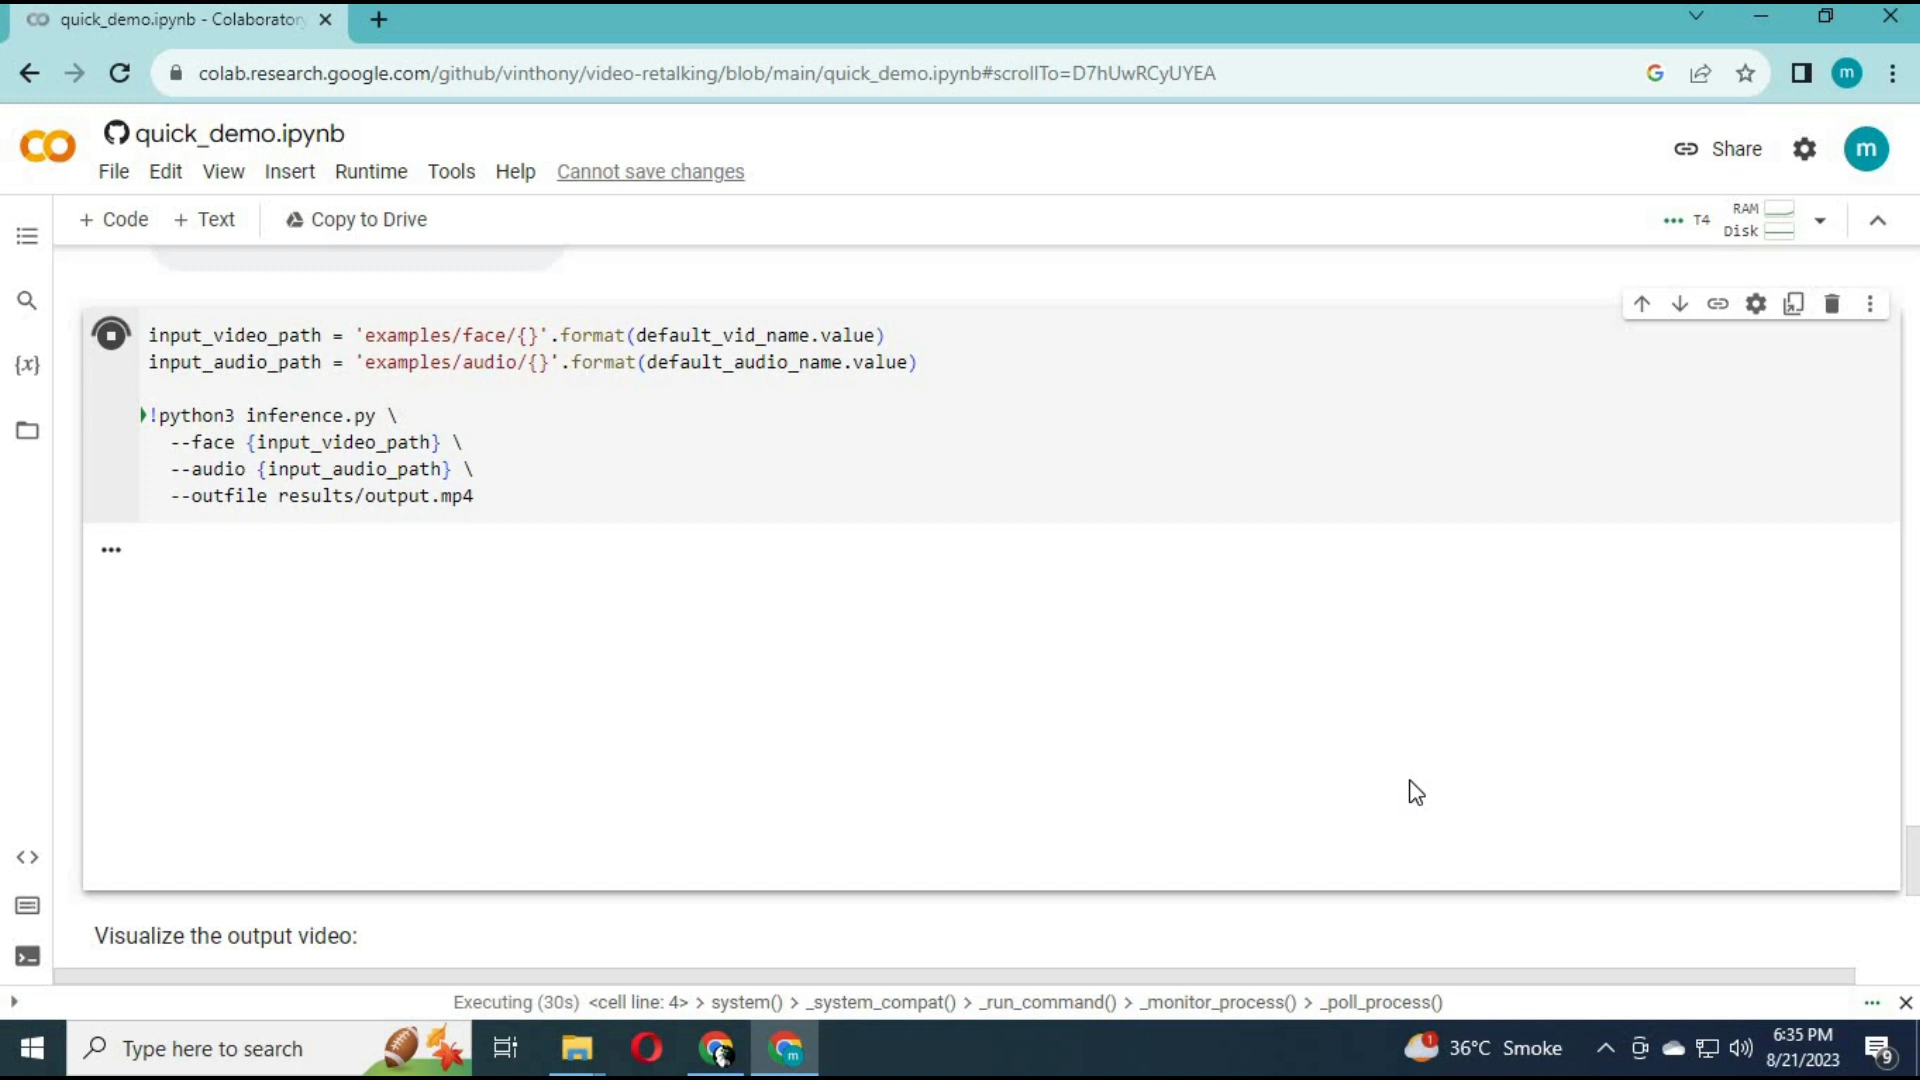 quick_demo.ipynb - Colaborator
colab.research.google.com/github/vinthony/video-retalking/blob/main/quick_demo.ipynb#scrollTo=D7hUwRCyUYEA
m
quick_demo.ipynb
File Edit View Insert Runtime Tools Help Cannot save changes
Share
m
+ Code + Text Copy to Drive
T4 RAM
Disk
{x}
input_video_path = 'examples/face/{}'.format(default_vid_name.value)
input_audio_path = 'examples/audio/{}'.format(default_audio_name.value)
!python3 inference.py \
--face {input_video_path} \
--audio {input_audio_path} \
--outfile results/output.mp4
Visualize the output video:
Executing (30s) <cell line: 4> > system() > _system_compat() > _run_command() > _monitor_process() > _poll_process()
Type here to search
m
1
36°C Smoke
6:35 PM
8/21/2023
9